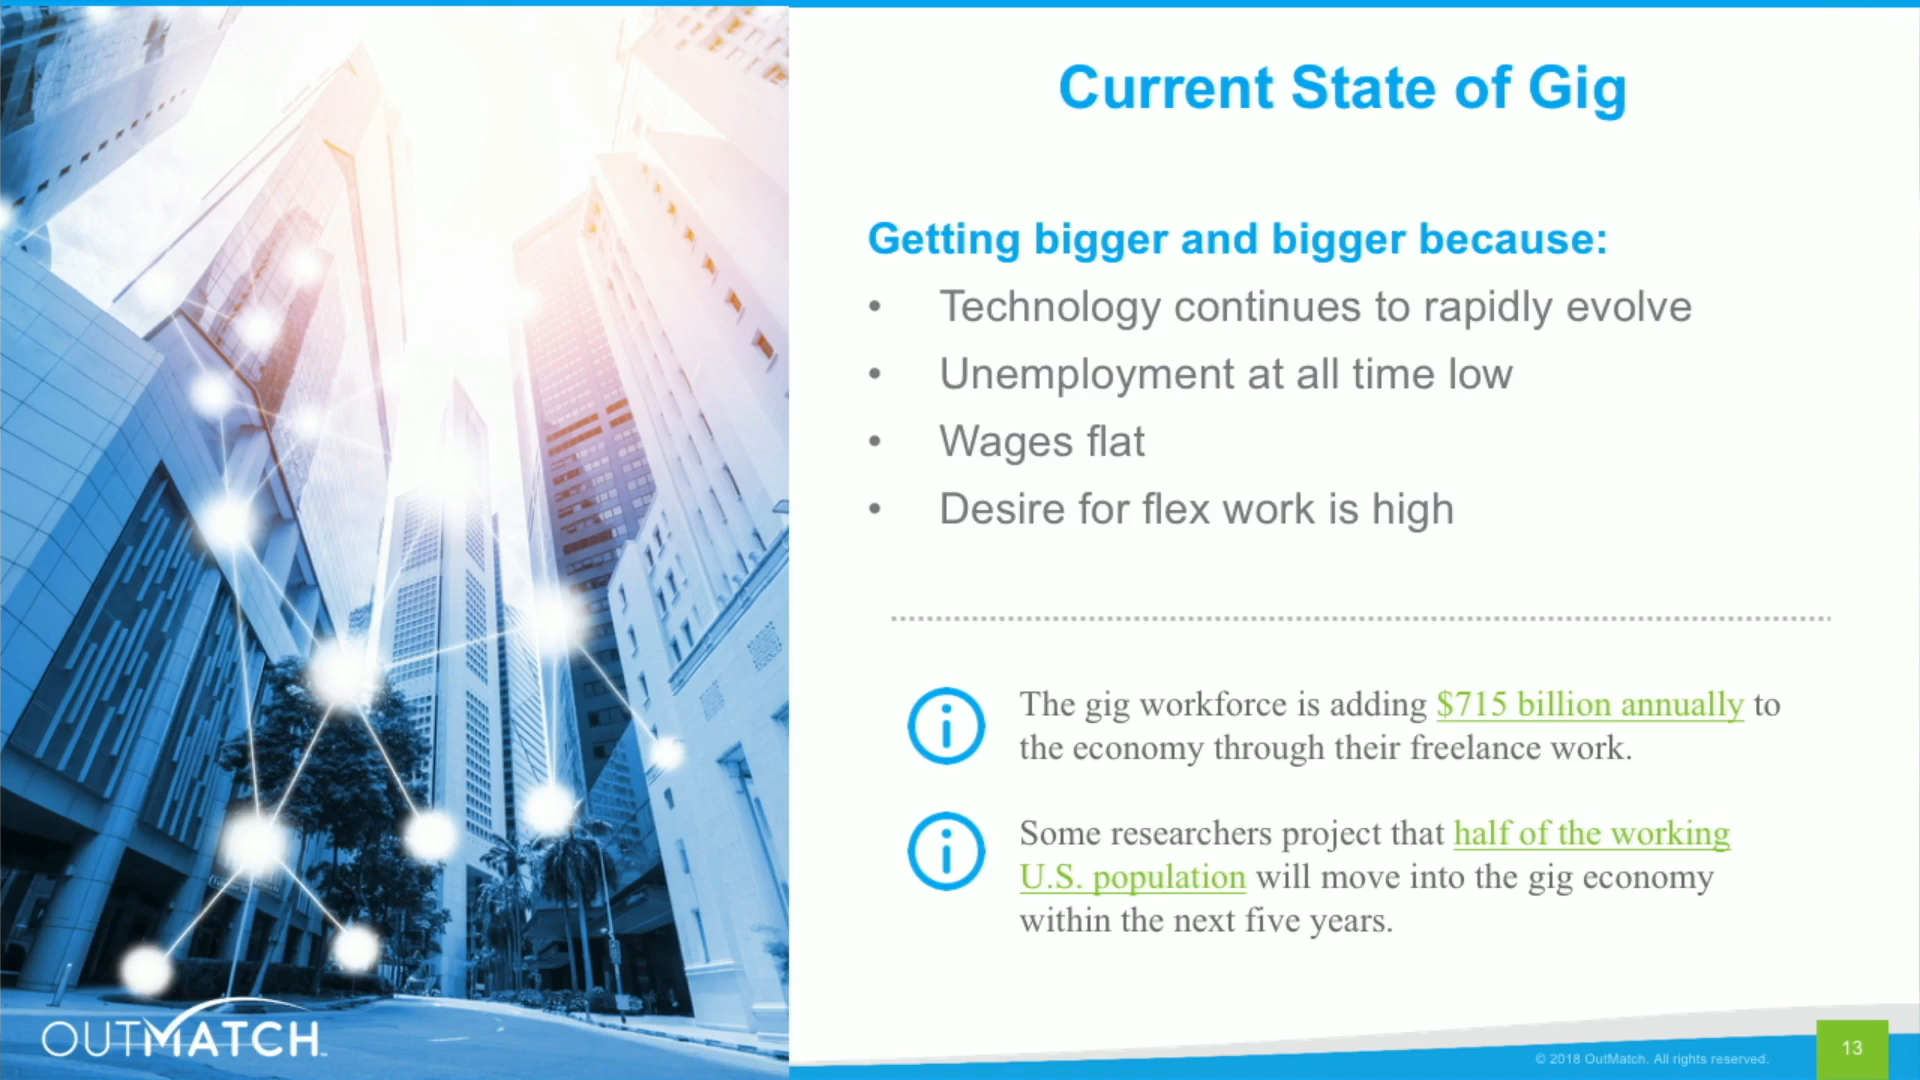 Current State of Gig
Getting bigger and bigger because:
• Technology continues to rapidly evolve
• Unemployment at all time low
• Wages flat
• Desire for flex work is high
The gig workforce is adding $715 billion annually to
the economy through their freelance work.
Some researchers project that half of the working
U.S. population will move into the gig economy
within the next five years.
OUTMATCH™
© 2018 OutMatch. All rights reserved.
13